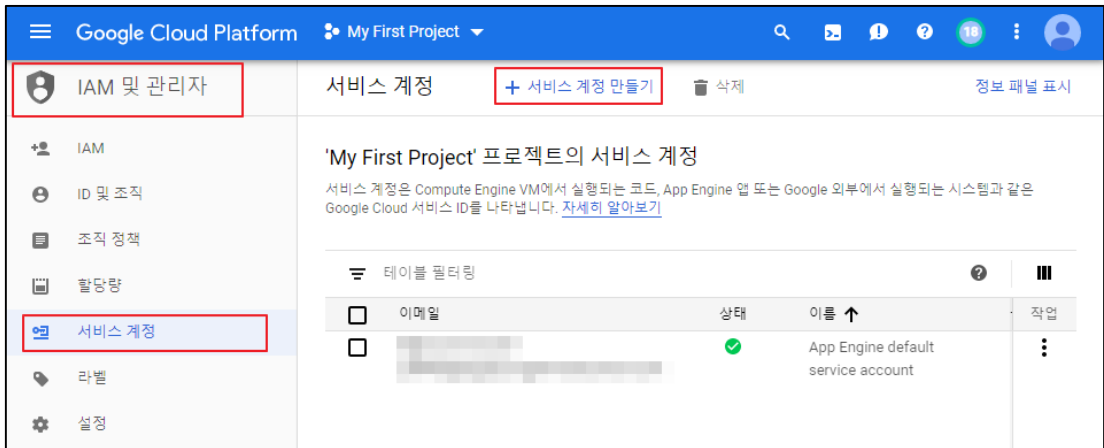 Google Cloud Platform
My First Project
18
IAM 및 관리자
서비스 계정
서비스 계정 만들기
삭제
정보 패널 표시
IAM
ID 및 조직
조직 정책
할당량
서비스 계정
라벨
설정
'My First Project' 프로젝트의 서비스 계정
서비스 계정은 Compute Engine VM에서 실행되는 코드, App Engine 앱 또는 Google 외부에서 실행되는 시스템과 같은
Google Cloud 서비스 ID를 나타냅니다. 자세히 알아보기
테이블 필터링
이메일
상태
이름
작업
App Engine default
service account